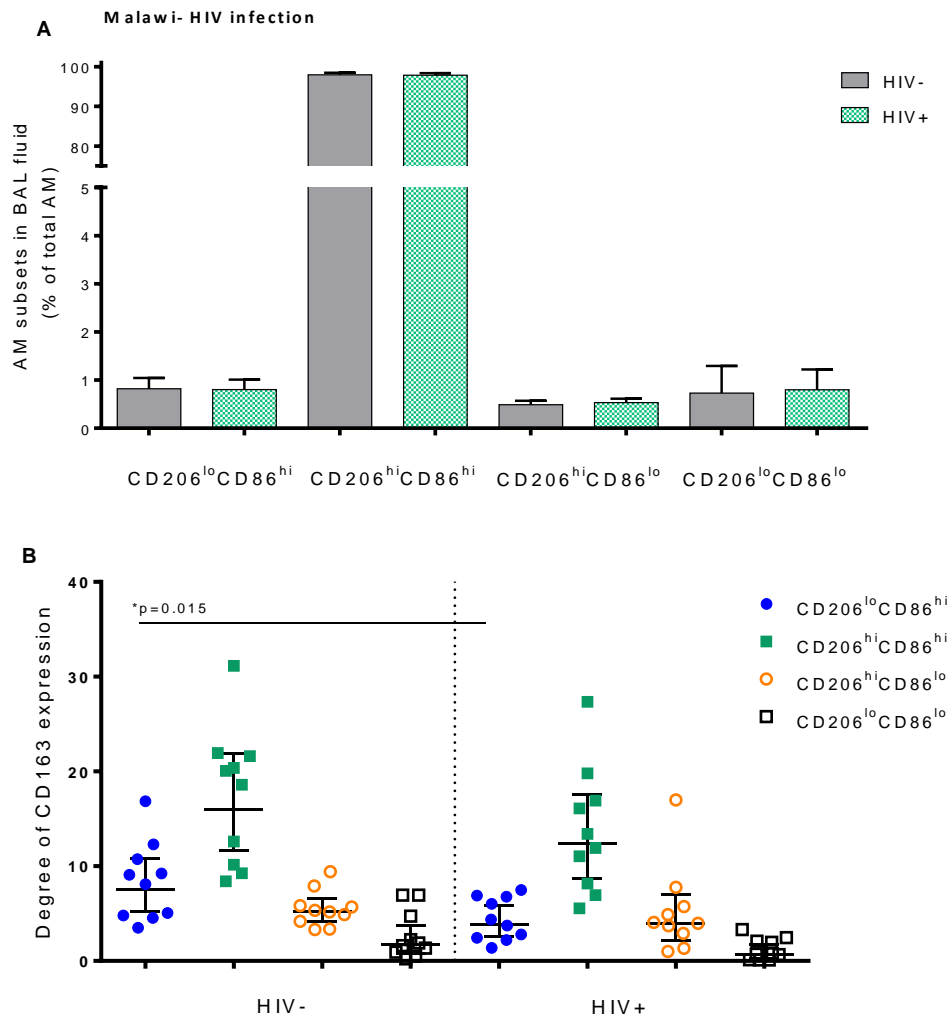 Malawi- HIV infection
A
AM subsets in BAL fluid
(% of total AM)
100
90
80
5
4
3
2
1
0
HIV-
HIV+
CD206loCD86hi CD206hiCD86hi CD206hiCD86lo CD206loCD86lo
B
Degree of CD163 expression
40
30
20
10
0
*p=0.015
CD206loCD86hi
CD206hiCD86hi
CD206hiCD86lo
CD206loCD86lo
HIV- HIV+